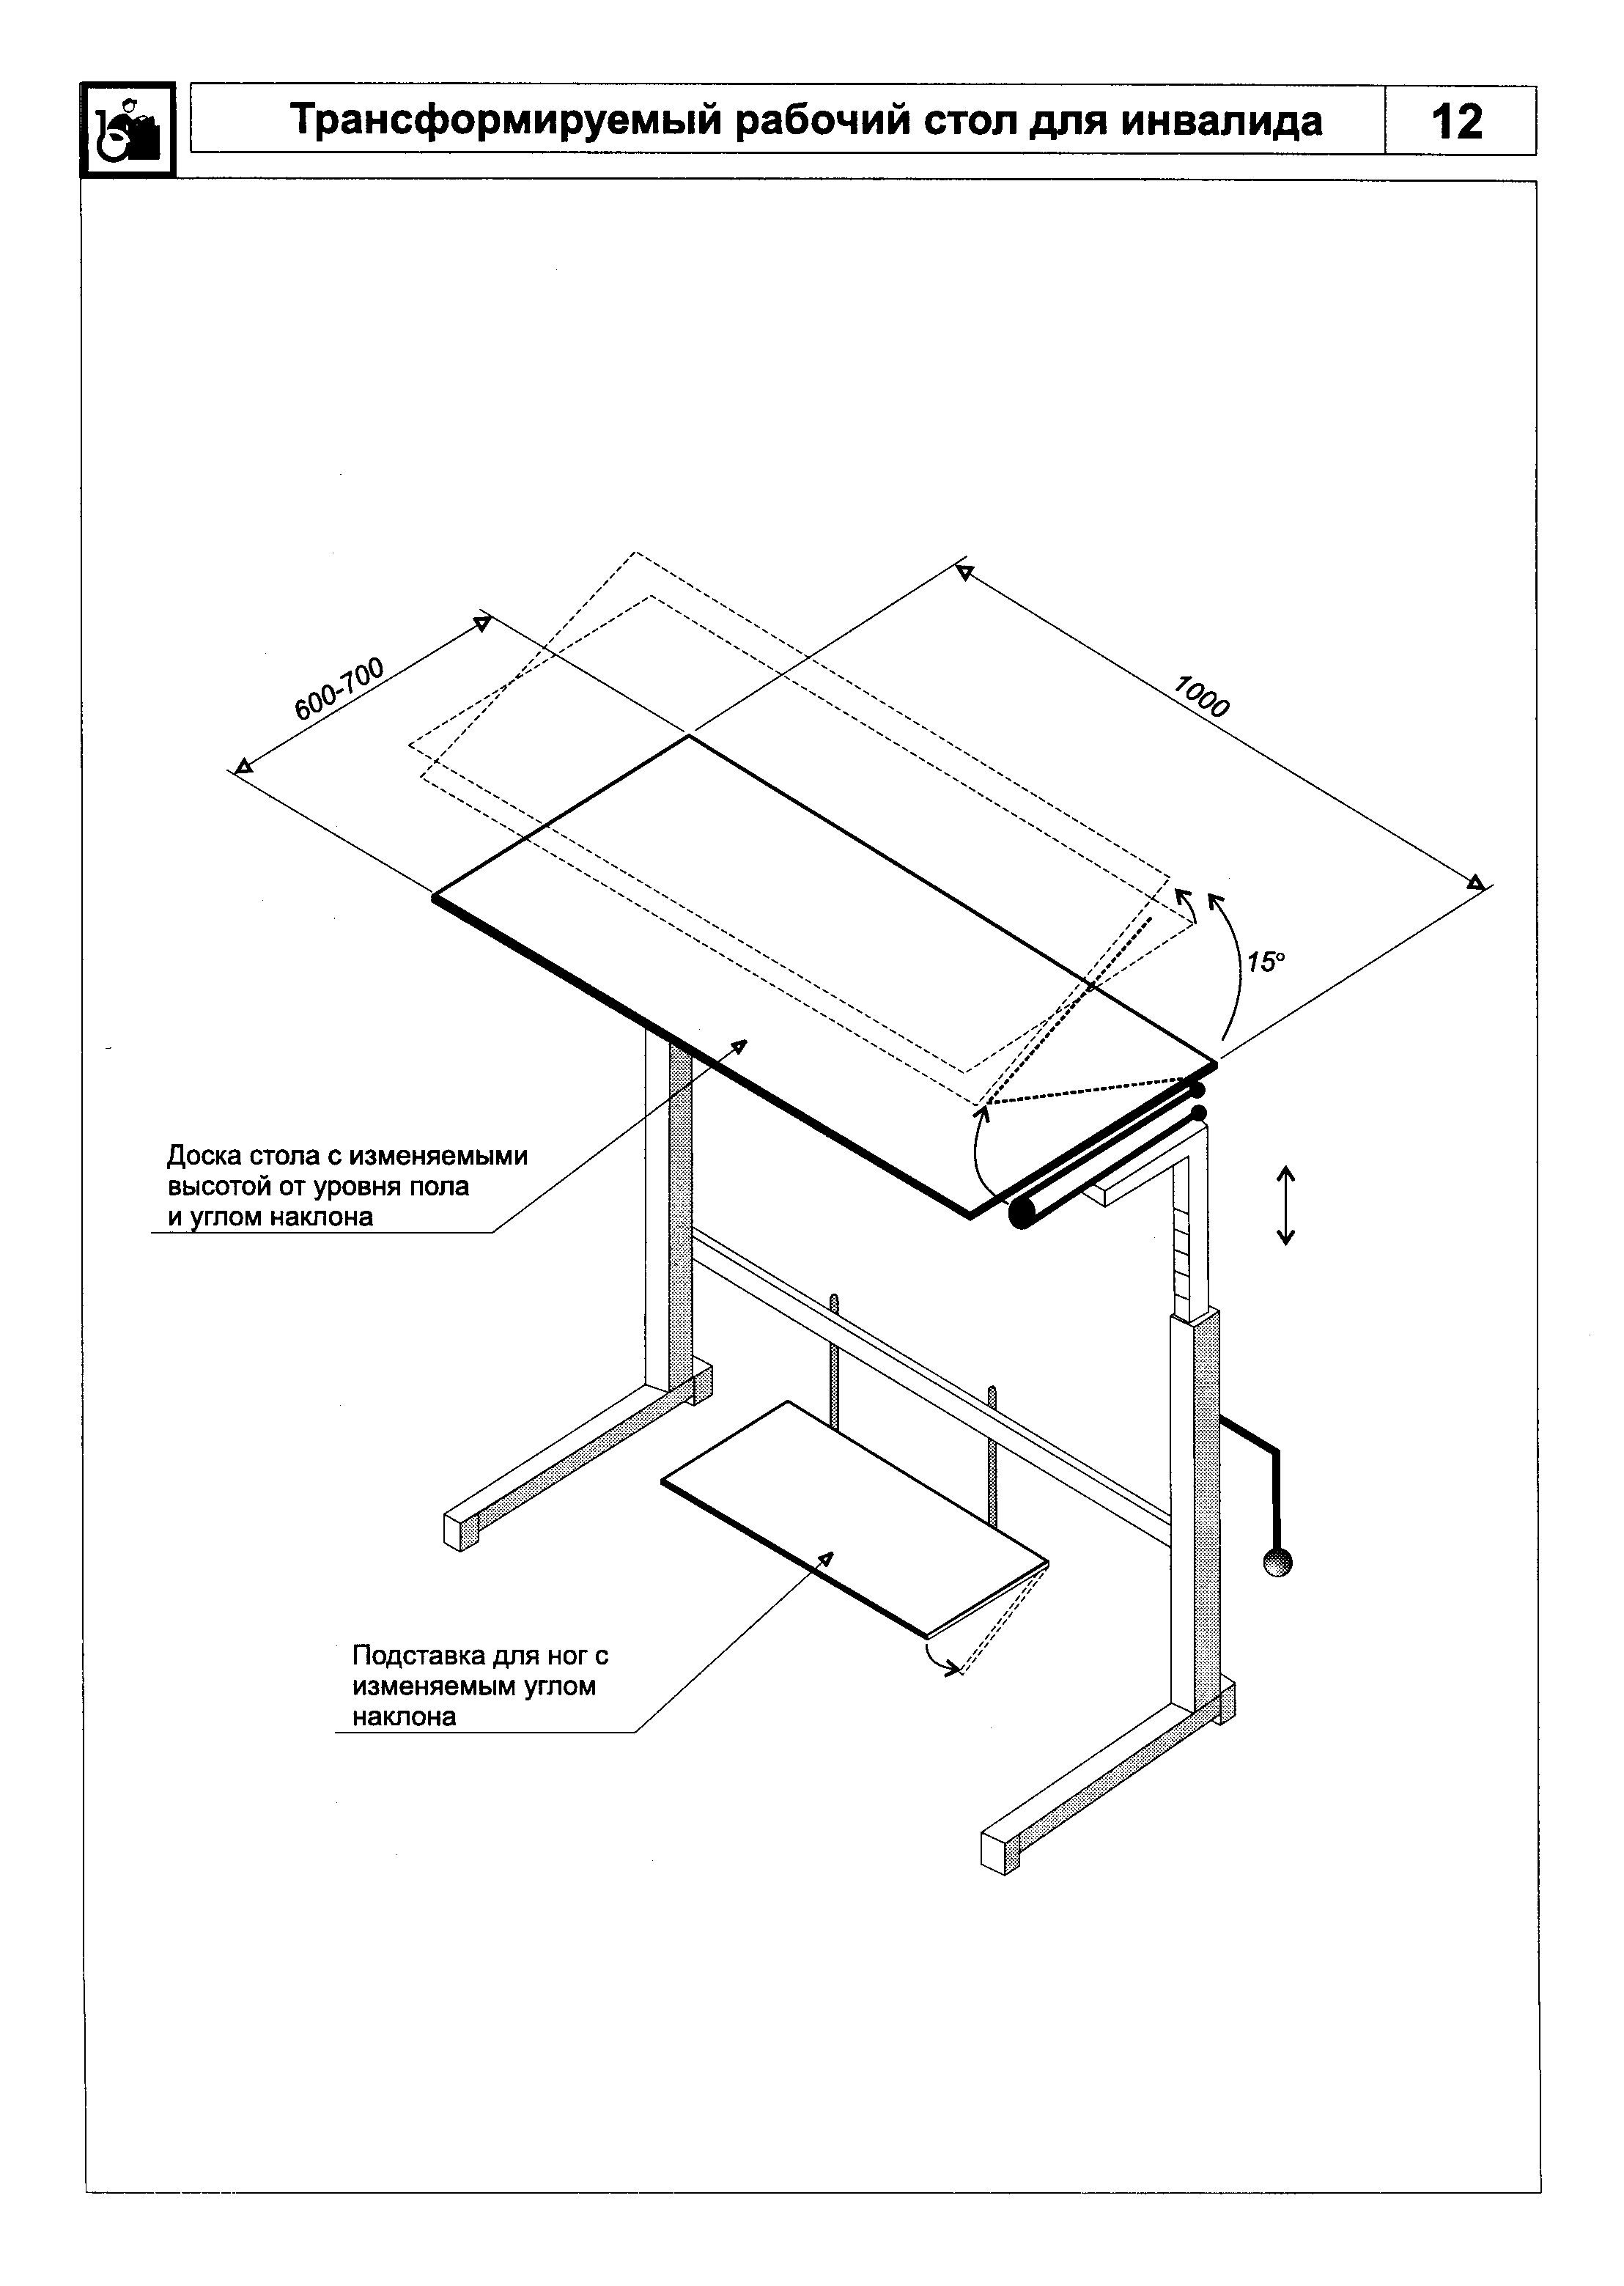 Трансформируемый рабочий стол для инвалида
12
600-700
1000
15°
Доска стола с изменяемыми
высотой от уровня пола
и углом наклона
Подставка для ног с
изменяемым углом
наклона